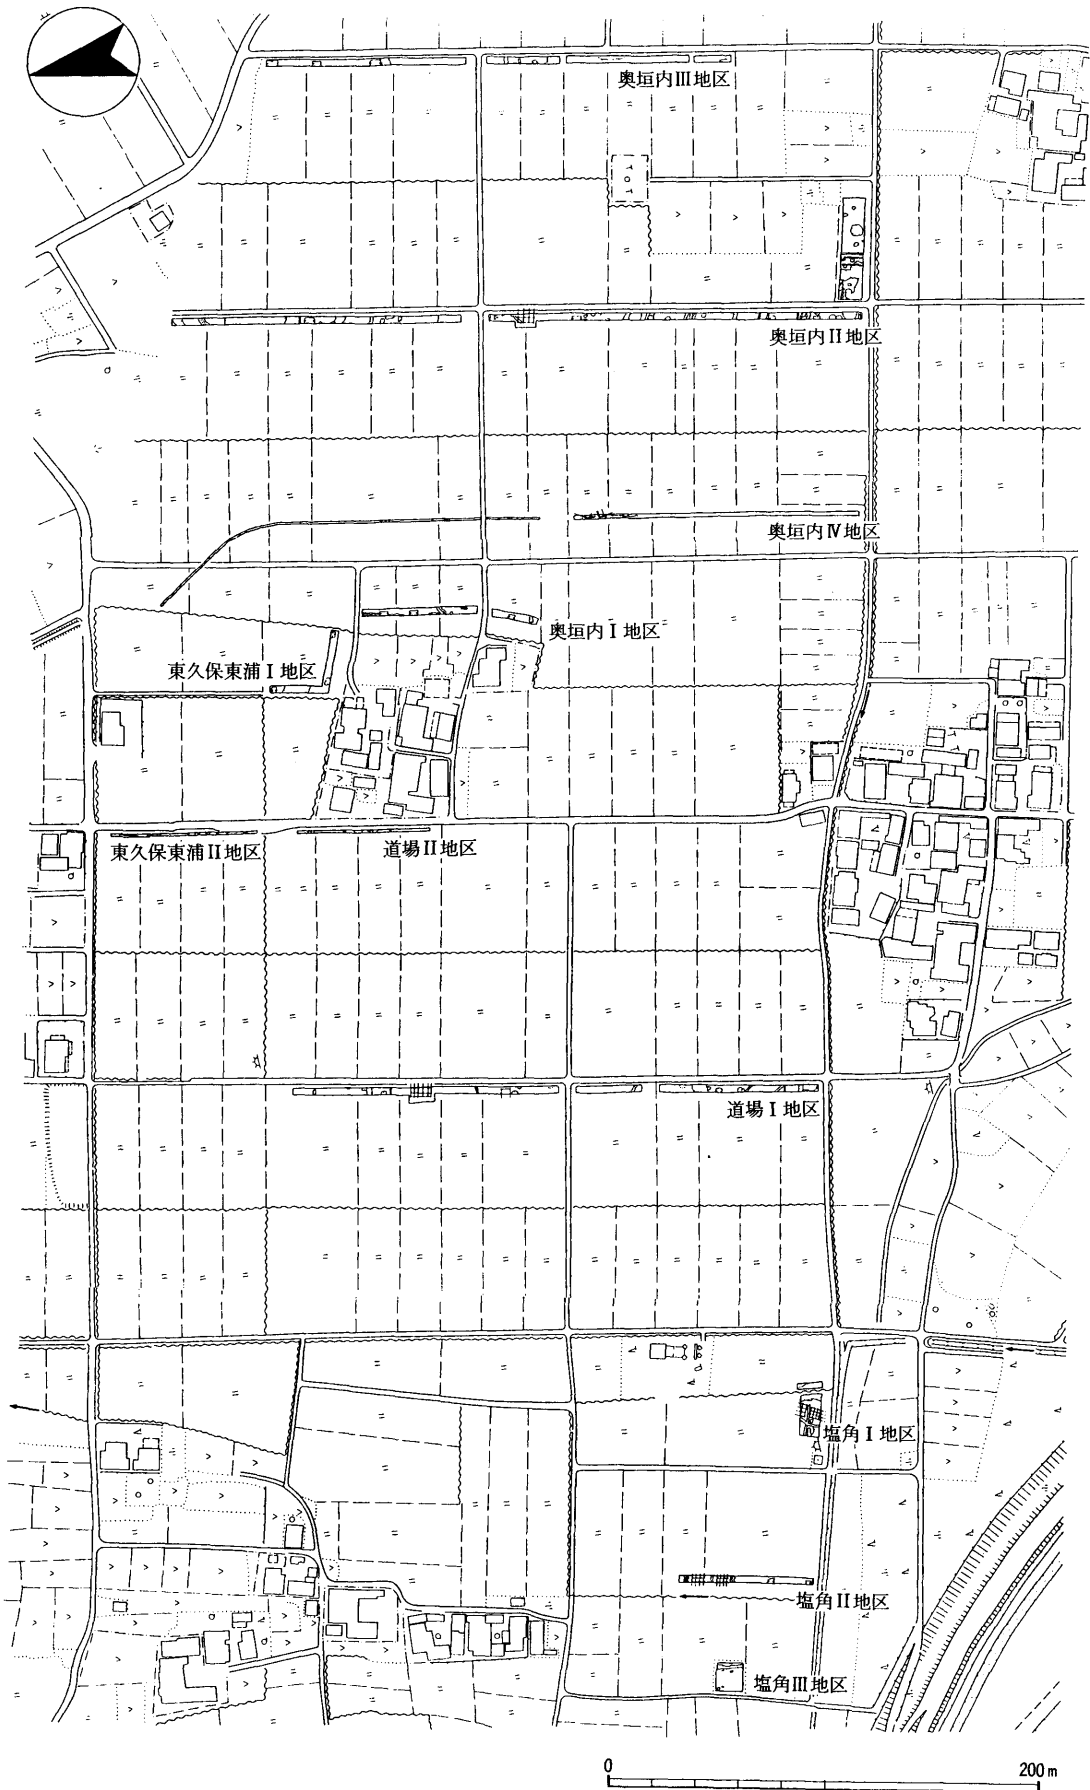 奥垣内Ⅲ地区
奥垣内Ⅱ地区
奥垣内Ⅳ地区
奥垣内Ⅰ地区
東久保東浦Ⅰ地区
東久保東浦Ⅱ地区
道場Ⅱ地区
道場Ⅰ地区
塩角Ⅰ地区
塩角Ⅱ地区
塩角Ⅲ地区
0 200m